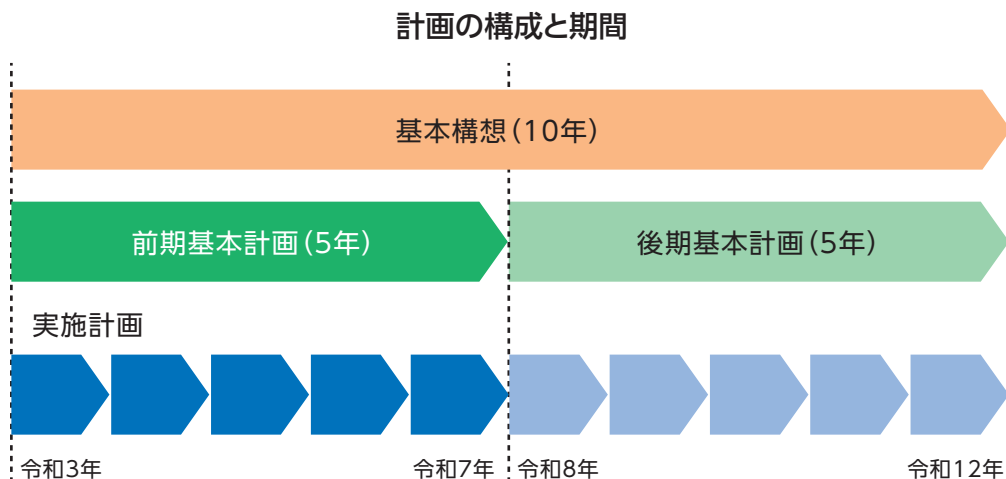 計画の構成と期間
基本構想(10年)
前期基本計画(5年)
後期基本計画(5年)
実施計画
令和3年
令和7年
令和8年
令和12年